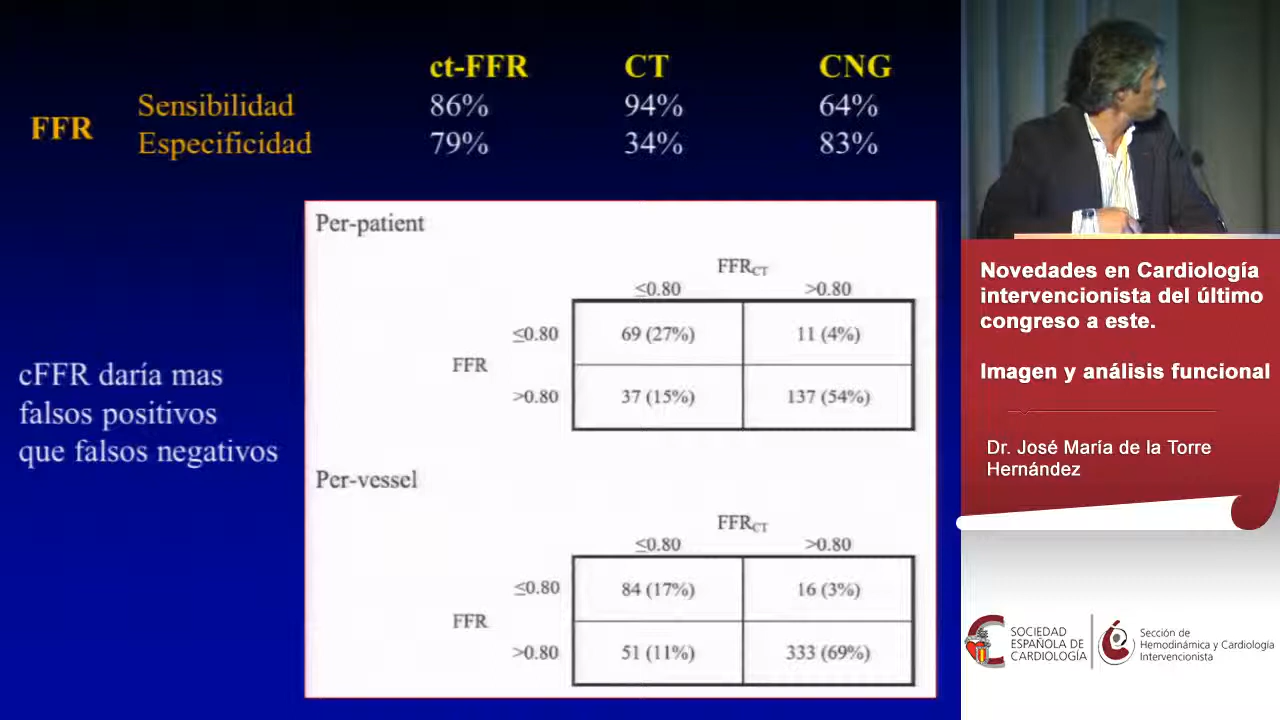 ct-FFR CT CNG
FFR Sensibilidad 86% 94% 64%
Especificidad 79% 34% 83%
cFFR daría mas
falsos positivos
que falsos negativos
Per-patient
FFRCT
≤0.80 >0.80
≤0.80 69 (27%) 11 (4%)
FFR
>0.80 37 (15%) 137 (54%)
Per-vessel
FFRCT
≤0.80 >0.80
≤0.80 84 (17%) 16 (3%)
FFR
>0.80 51 (11%) 333 (69%)
Novedades en Cardiología
intervencionista del último
congreso a este.
Imagen y análisis funcional
Dr. José María de la Torre
Hernández
SOCIEDAD
ESPAÑOLA DE
CARDIOLOGÍA
Sección de
Hemodinámica y Cardiología
Intervencionista